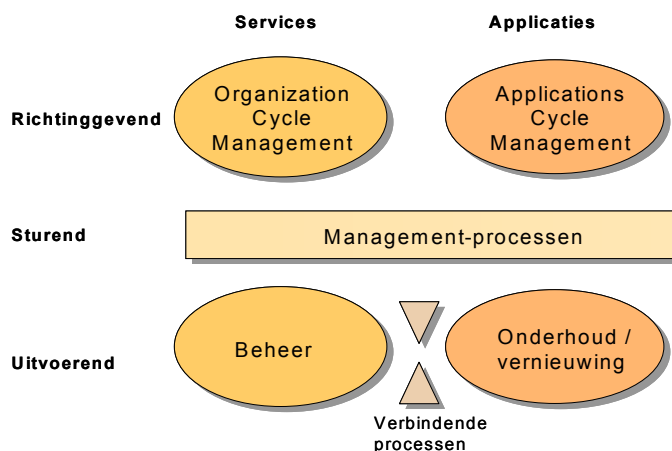 Services
Applicaties
Richtinggevend
Organization
Cycle
Management
Applications
Cycle
Management
Sturend
Management-processen
Uitvoerend
Beheer
Onderhoud /
vernieuwing
Verbindende
processen